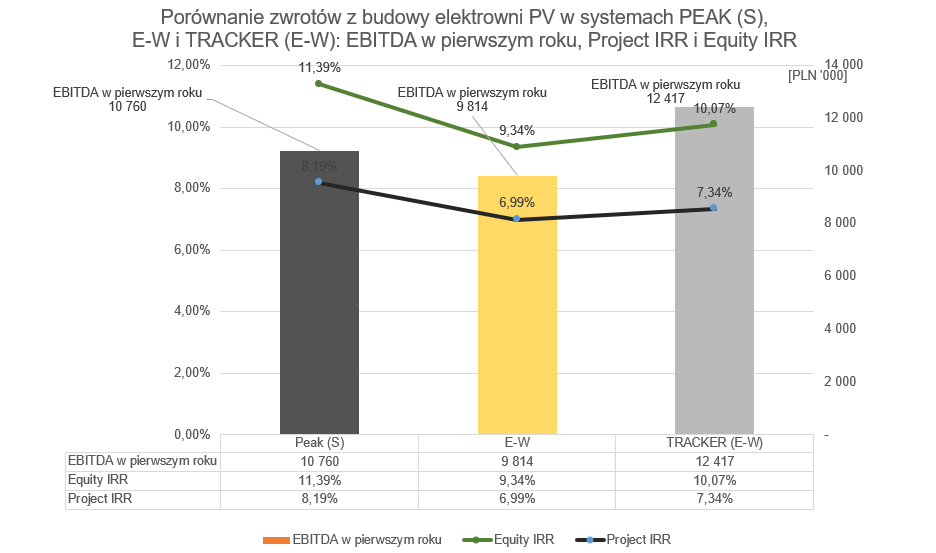 Porównanie zwrotów z budowy elektrowni PV w systemach PEAK (S),
E-W i TRACKER (E-W): EBITDA w pierwszym roku, Project IRR i Equity IRR
12,00% 11,39% 14 000
[PLN '000]
EBITDA w pierwszym roku
10 760
EBITDA w pierwszym roku
9 814
EBITDA w pierwszym roku
12 417
10,07%
10,00% 9,34% 12 000
8,19% 10 000
8,00% 6,99% 7,34%
8 000
6,00% 6 000
4,00% 4 000
2,00% 2 000
0,00% -
Peak (S) E-W TRACKER (E-W)
EBITDA w pierwszym roku 10 760 9 814 12 417
Equity IRR 11,39% 9,34% 10,07%
Project IRR 8,19% 6,99% 7,34%
EBITDA w pierwszym roku Equity IRR Project IRR